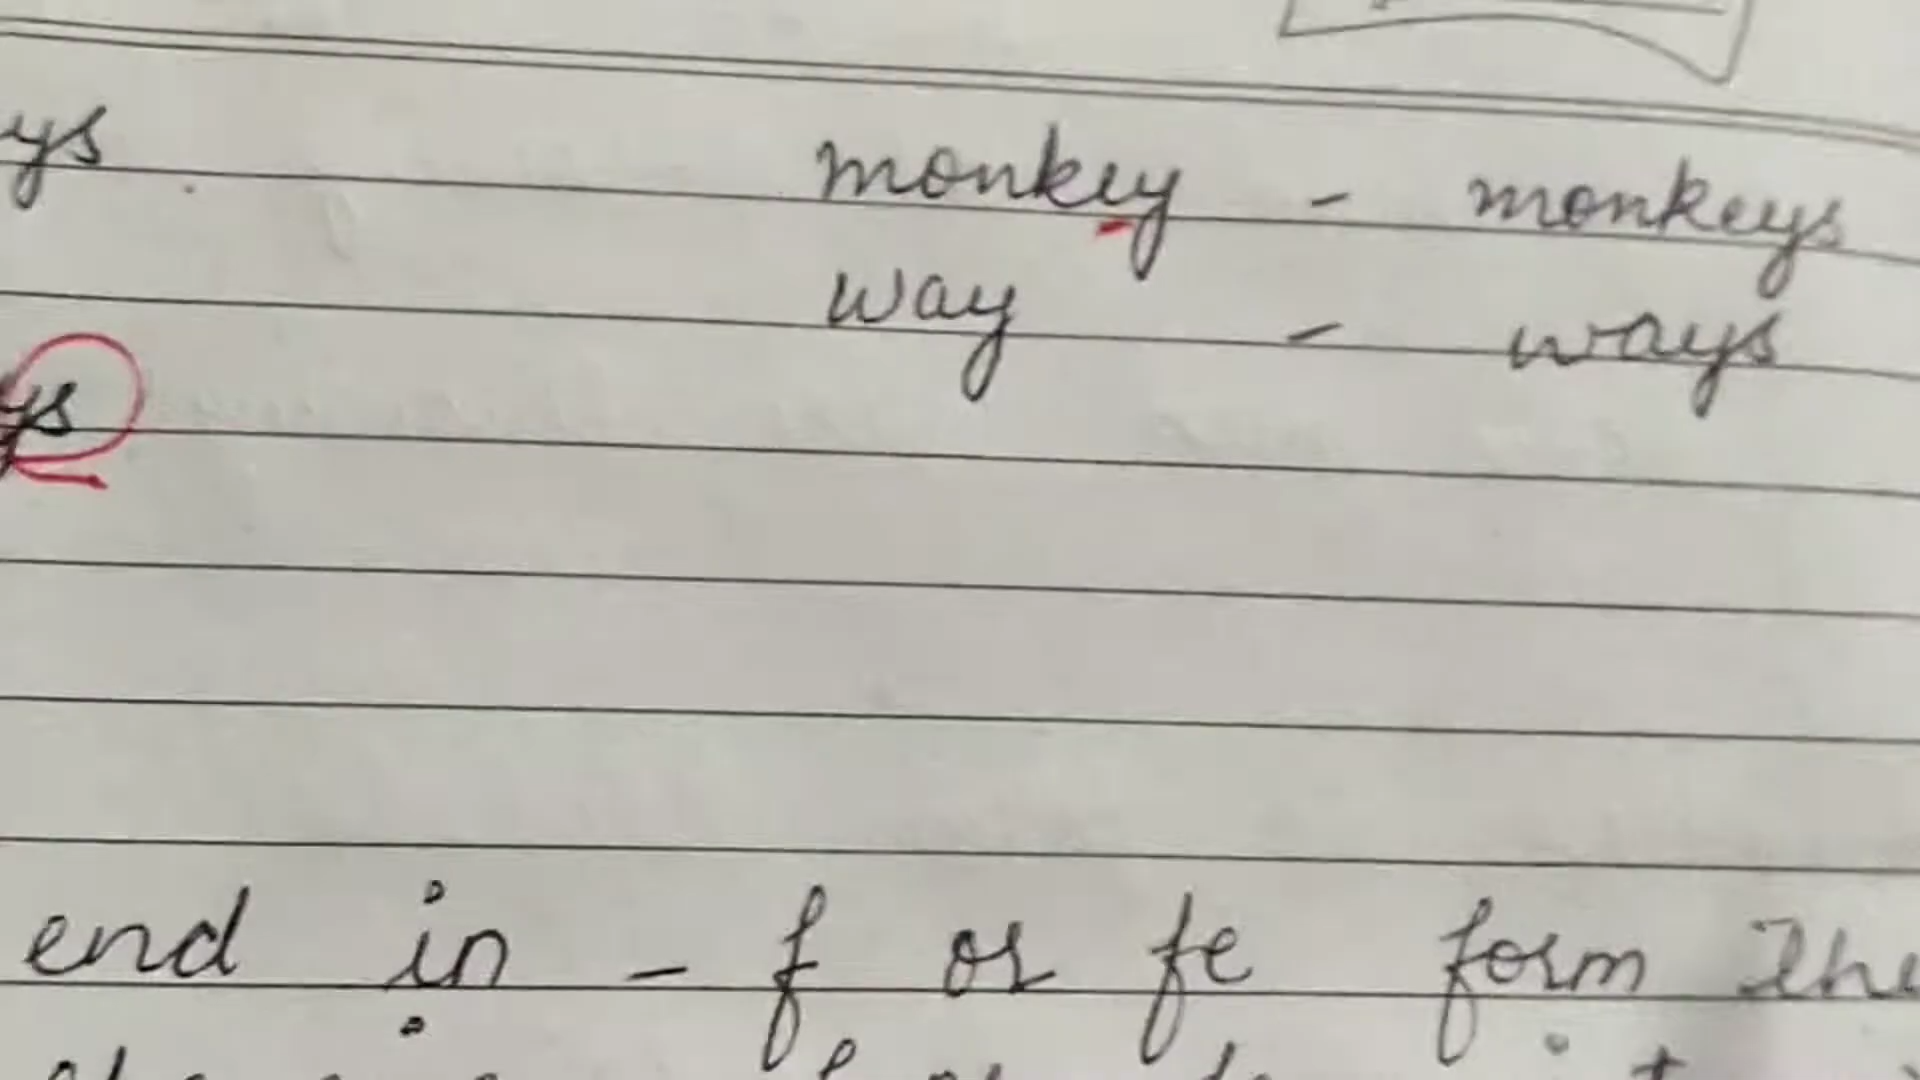 ys monkey - monkeys
way - ways
ys
end in - f or fe form the